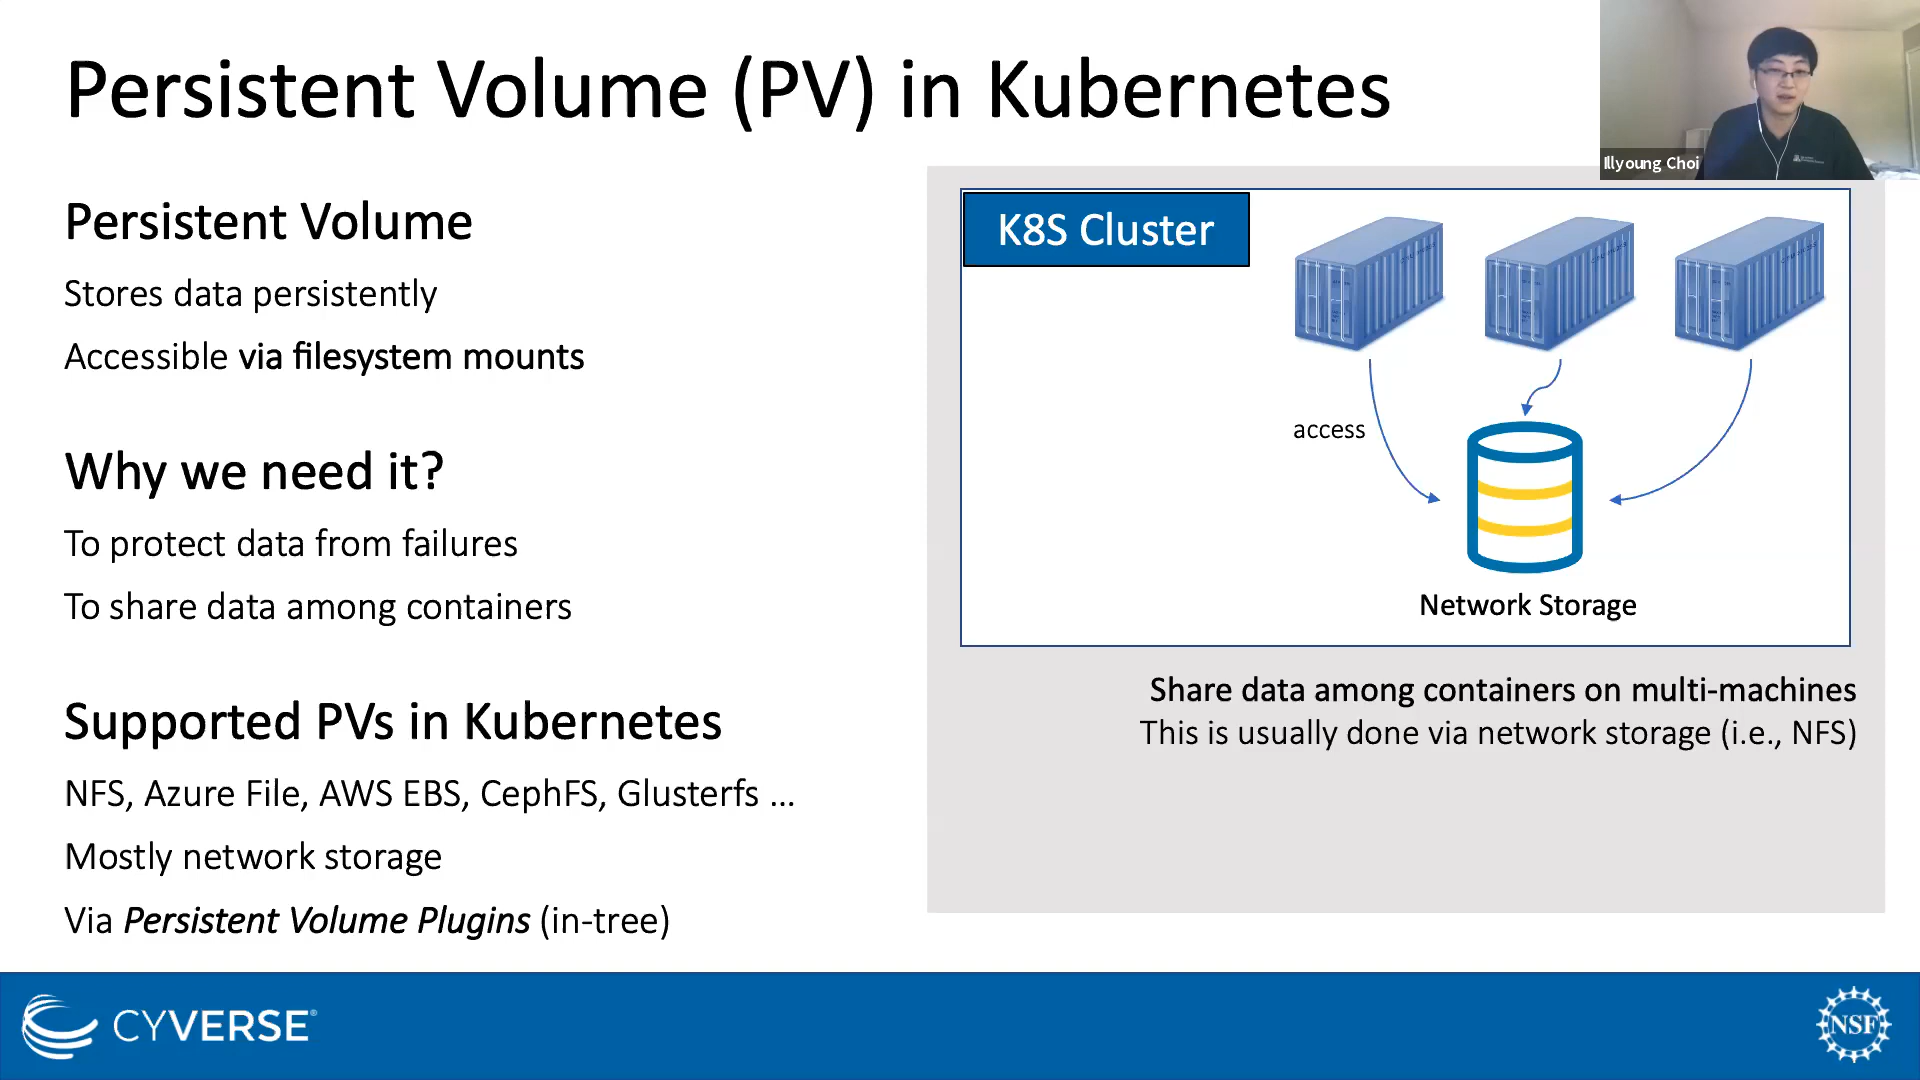 Persistent Volume (PV) in Kubernetes
Illyoung Choi
Persistent Volume
Stores data persistently
Accessible via filesystem mounts
Why we need it?
To protect data from failures
To share data among containers
Supported PVs in Kubernetes
NFS, Azure File, AWS EBS, CephFS, Glusterfs ...
Mostly network storage
Via Persistent Volume Plugins (in-tree)
K8S Cluster
access
Network Storage
Share data among containers on multi-machines
This is usually done via network storage (i.e., NFS)
CYVERSE®
NSF